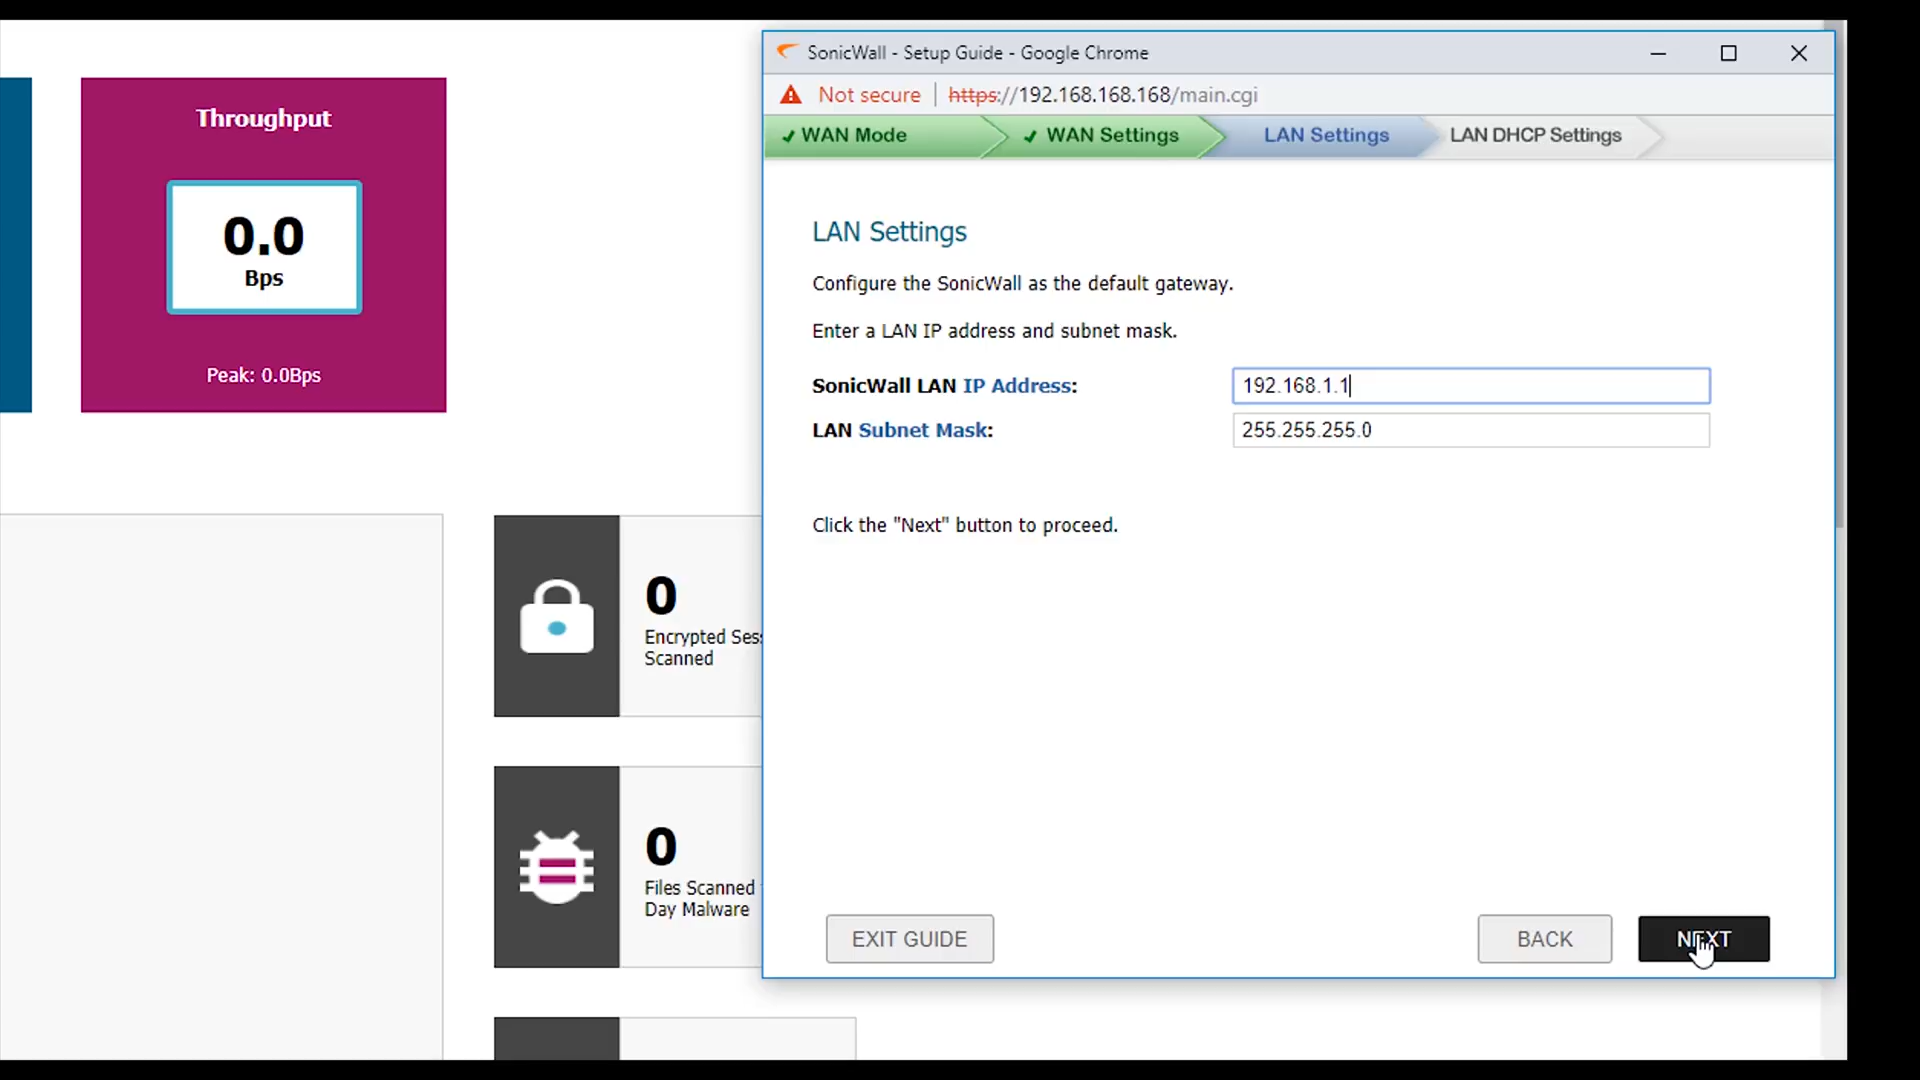 Throughput
0.0
Bps
Peak: 0.0Bps
0
Encrypted Sess
Scanned
0
Files Scanned
Day Malware
SonicWall - Setup Guide - Google Chrome
Not secure https://192.168.168.168/main.cgi
WAN Mode WAN Settings LAN Settings LAN DHCP Settings
LAN Settings
Configure the SonicWall as the default gateway.
Enter a LAN IP address and subnet mask.
SonicWall LAN IP Address: 192.168.1.1
LAN Subnet Mask: 255.255.255.0
Click the "Next" button to proceed.
EXIT GUIDE BACK NEXT